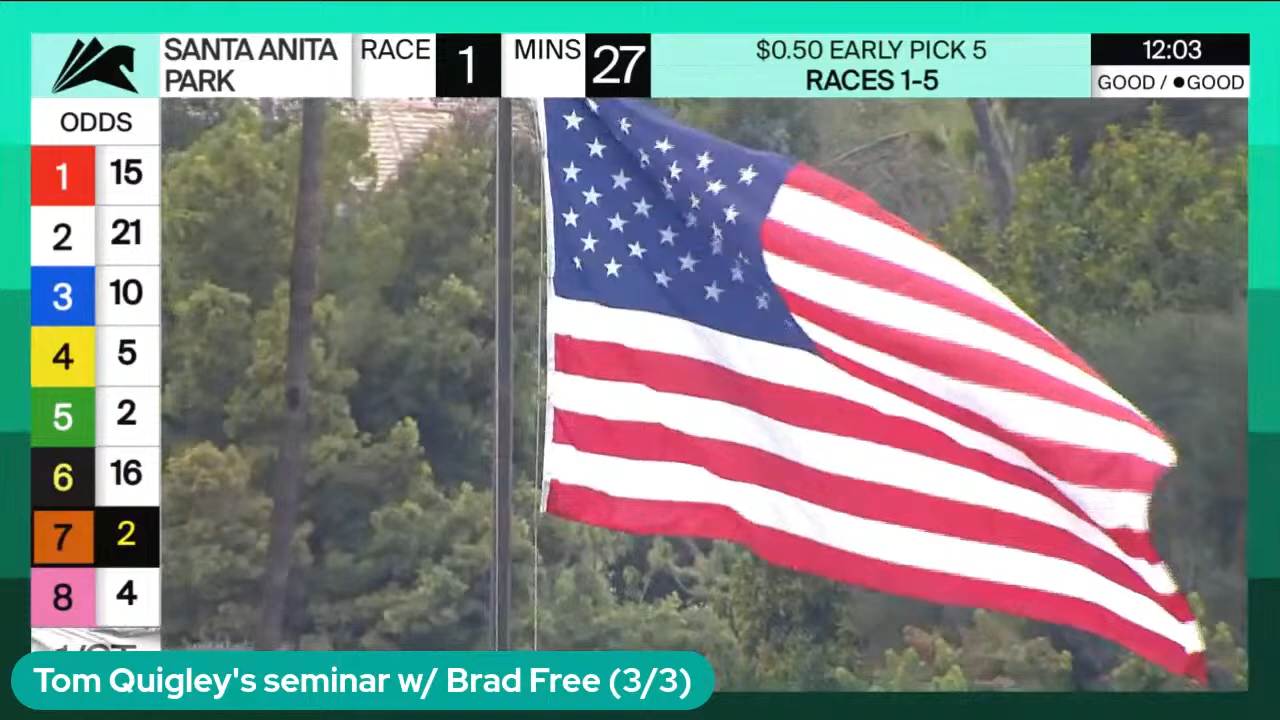 SANTA ANITA PARK
RACE 1
MINS 27
$0.50 EARLY PICK 5
RACES 1-5
12:03
GOOD / ●GOOD
ODDS
1 15
2 21
3 10
4 5
5 2
6 16
7 2
8 4
Tom Quigley's seminar w/ Brad Free (3/3)